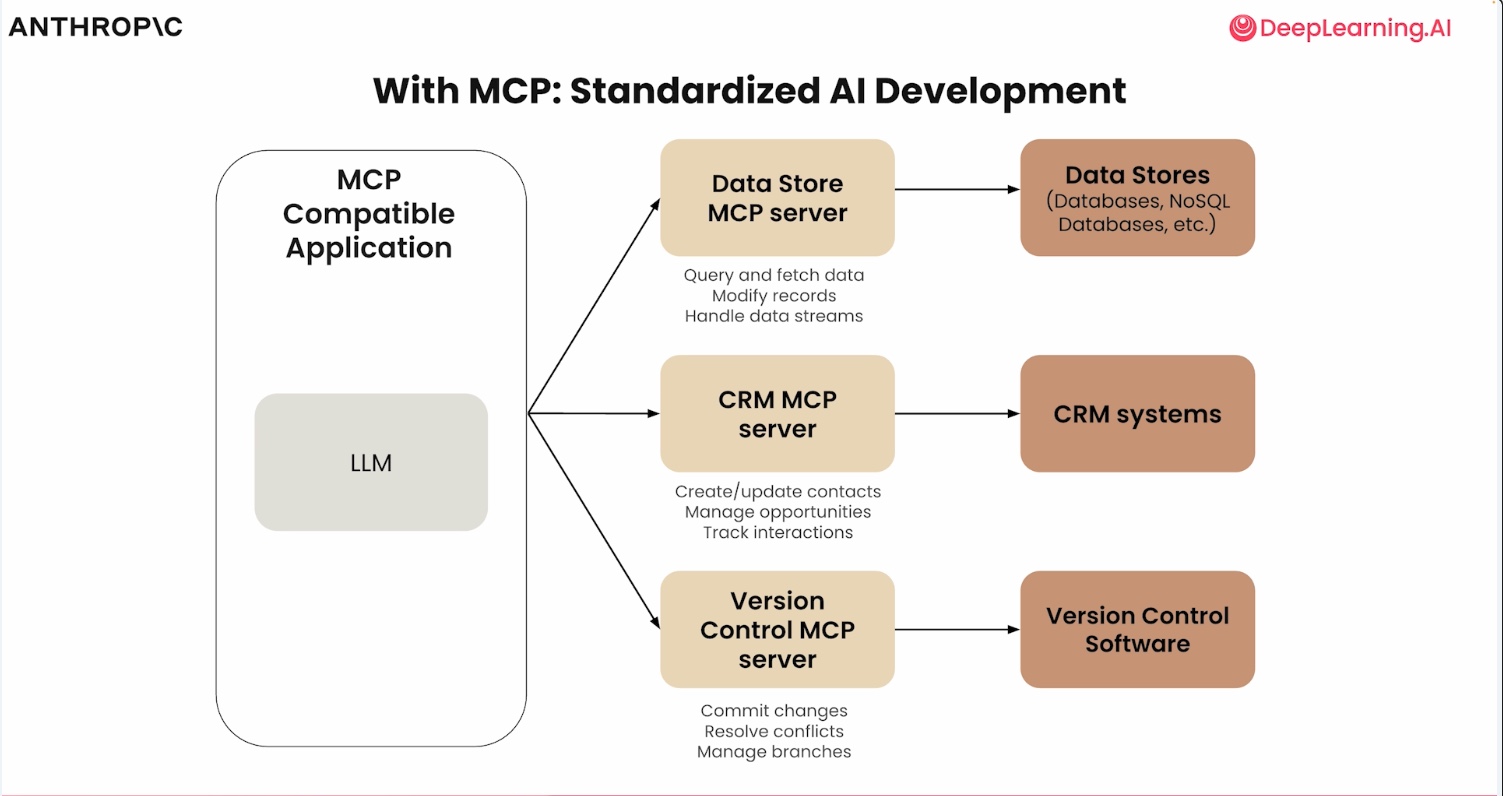 ANTHROP\C
DeepLearning.AI
With MCP: Standardized AI Development
MCP
Compatible
Application
LLM
Data Store
MCP server
Query and fetch data
Modify records
Handle data streams
Data Stores
(Databases, NoSQL
Databases, etc.)
CRM MCP
server
Create/update contacts
Manage opportunities
Track interactions
CRM systems
Version
Control MCP
server
Commit changes
Resolve conflicts
Manage branches
Version Control
Software